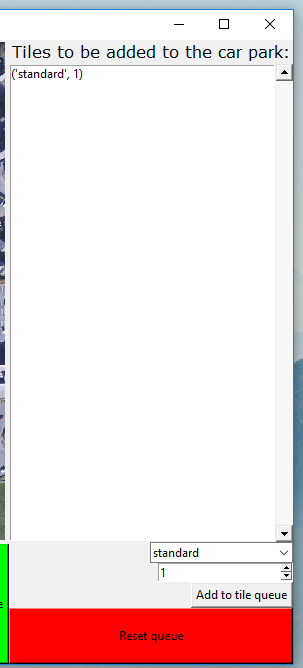 Tiles to be added to the car park:
('standard', 1)
standard
1
Add to tile queue
Reset queue